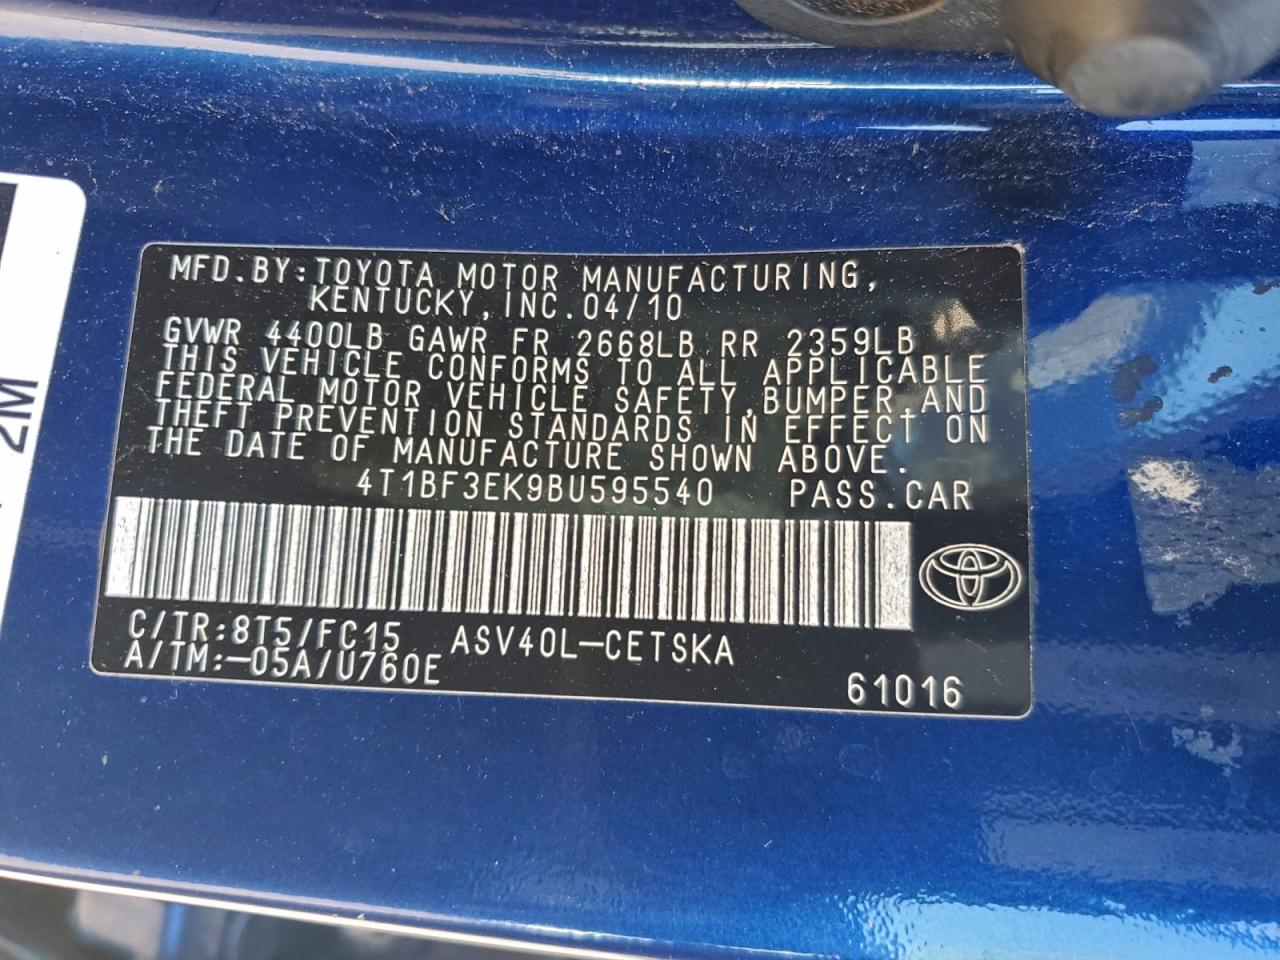 MFD.BY:TOYOTA MOTOR MANUFACTURING,
KENTUCKY,INC.04/10
GVWR 4400LB GAWR FR 2668LB RR 2359LB
THIS VEHICLE CONFORMS TO ALL APPLICABLE
FEDERAL MOTOR VEHICLE SAFETY,BUMPER,AND
THEFT PREVENTION STANDARDS IN EFFECT ON
THE DATE OF MANUFACTURE SHOWN ABOVE.
4T1BF3EK9BU595540 PASS.CAR
C/TR:8T5/FC15 ASV40L-CETSKA
A/TM:-05A/U760E
61016
2M